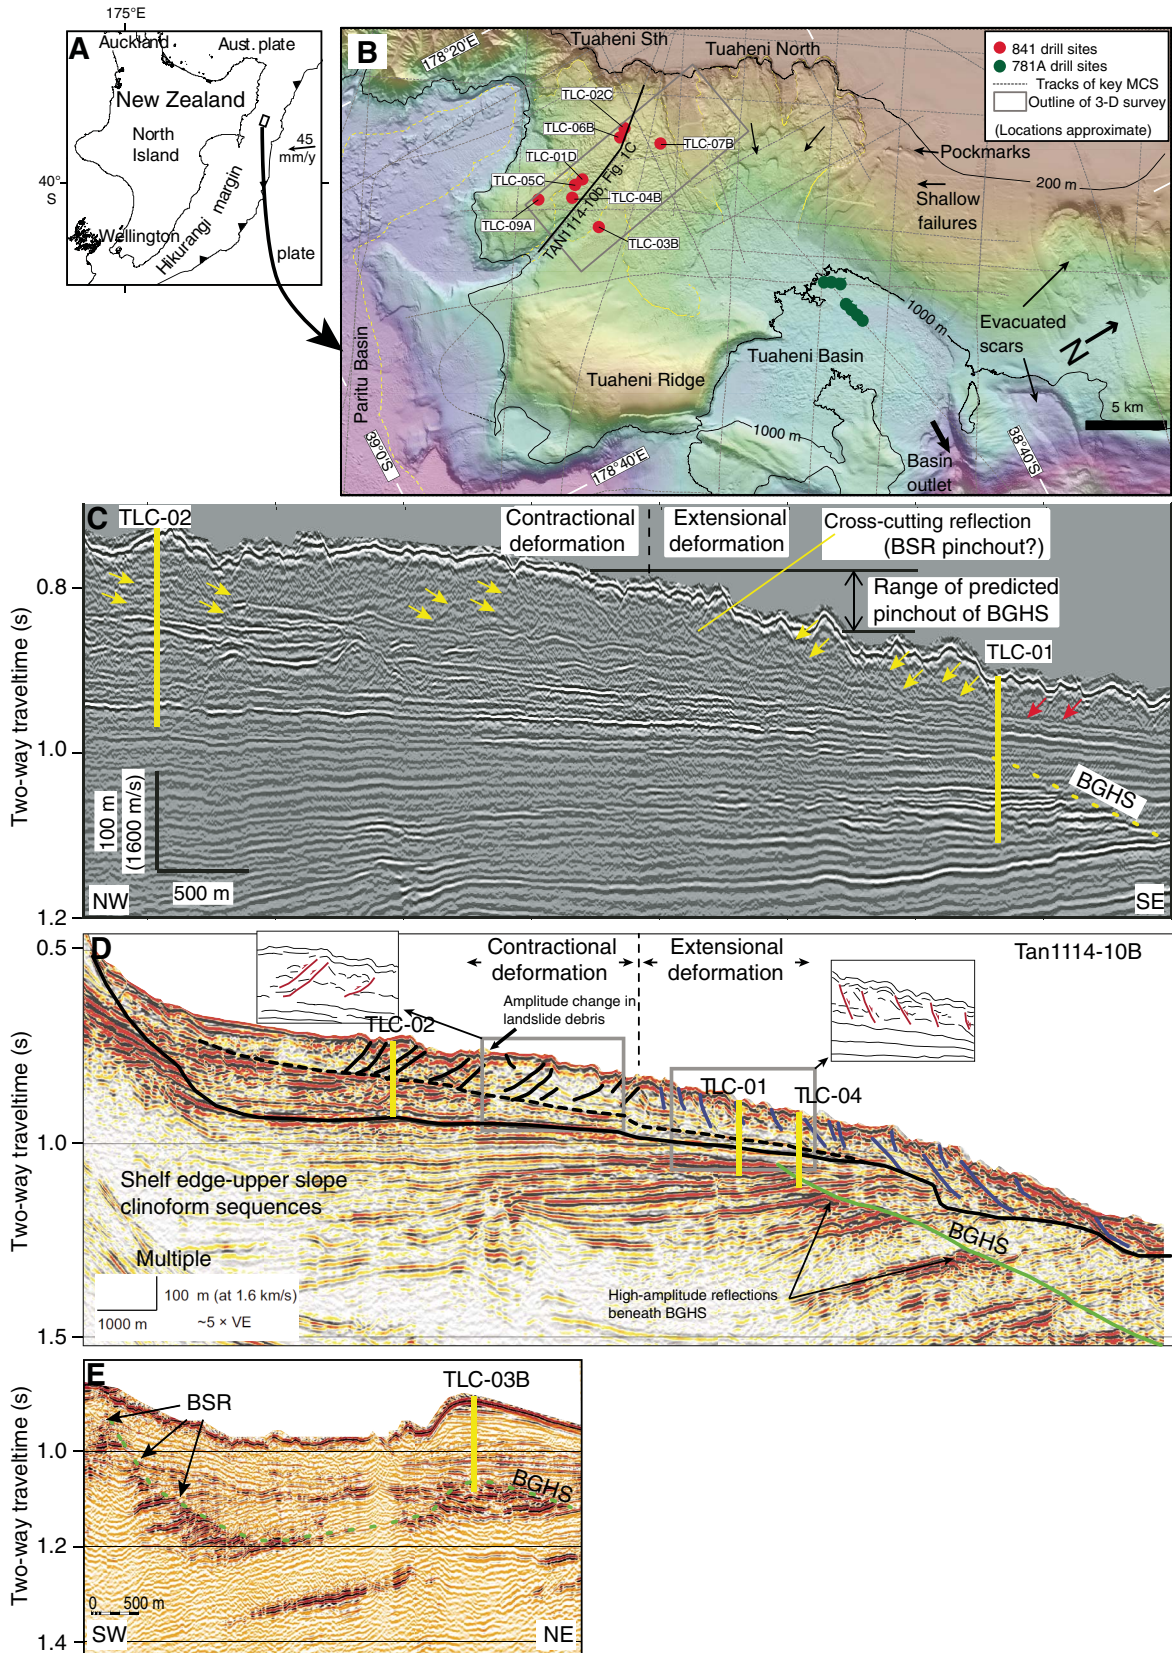 175°E
A
Auckland
Aust. plate
New Zealand
North
Island
45
mm/y
40°
S
Hikurangi margin
Wellington
plate
B
178°20'E
Tuaheni Sth
Tuaheni North
841 drill sites
781A drill sites
Tracks of key MCS
Outline of 3-D survey
(Locations approximate)
TLC-02C
TLC-06B
TLC-07B
TLC-01D
TLC-05C
TLC-04B
TLC-09A
TLC-03B
TAN1114-10b, Fig. 1C
Pockmarks
200 m
Shallow
failures
1000 m
Evacuated
scars
N
Paritu Basin
Tuaheni Ridge
Tuaheni Basin
5 km
1000 m
39°0'S
178°40'E
Basin
outlet
38°40'S
C
TLC-02
Contractional
deformation
Extensional
deformation
Cross-cutting reflection
(BSR pinchout?)
Range of predicted
pinchout of BGHS
TLC-01
BGHS
Two-way traveltime (s)
0.8
1.0
1.2
100 m
(1600 m/s)
500 m
NW
SE
D
0.5
1.0
1.5
Two-way traveltime (s)
Contractional
deformation
Extensional
deformation
Tan1114-10B
Amplitude change in
landslide debris
TLC-02
TLC-01
TLC-04
Shelf edge-upper slope
clinoform sequences
Multiple
BGHS
100 m (at 1.6 km/s)
1000 m
~5 × VE
High-amplitude reflections
beneath BGHS
E
TLC-03B
BSR
BGHS
Two-way traveltime (s)
1.0
1.2
1.4
0 500 m
SW
NE